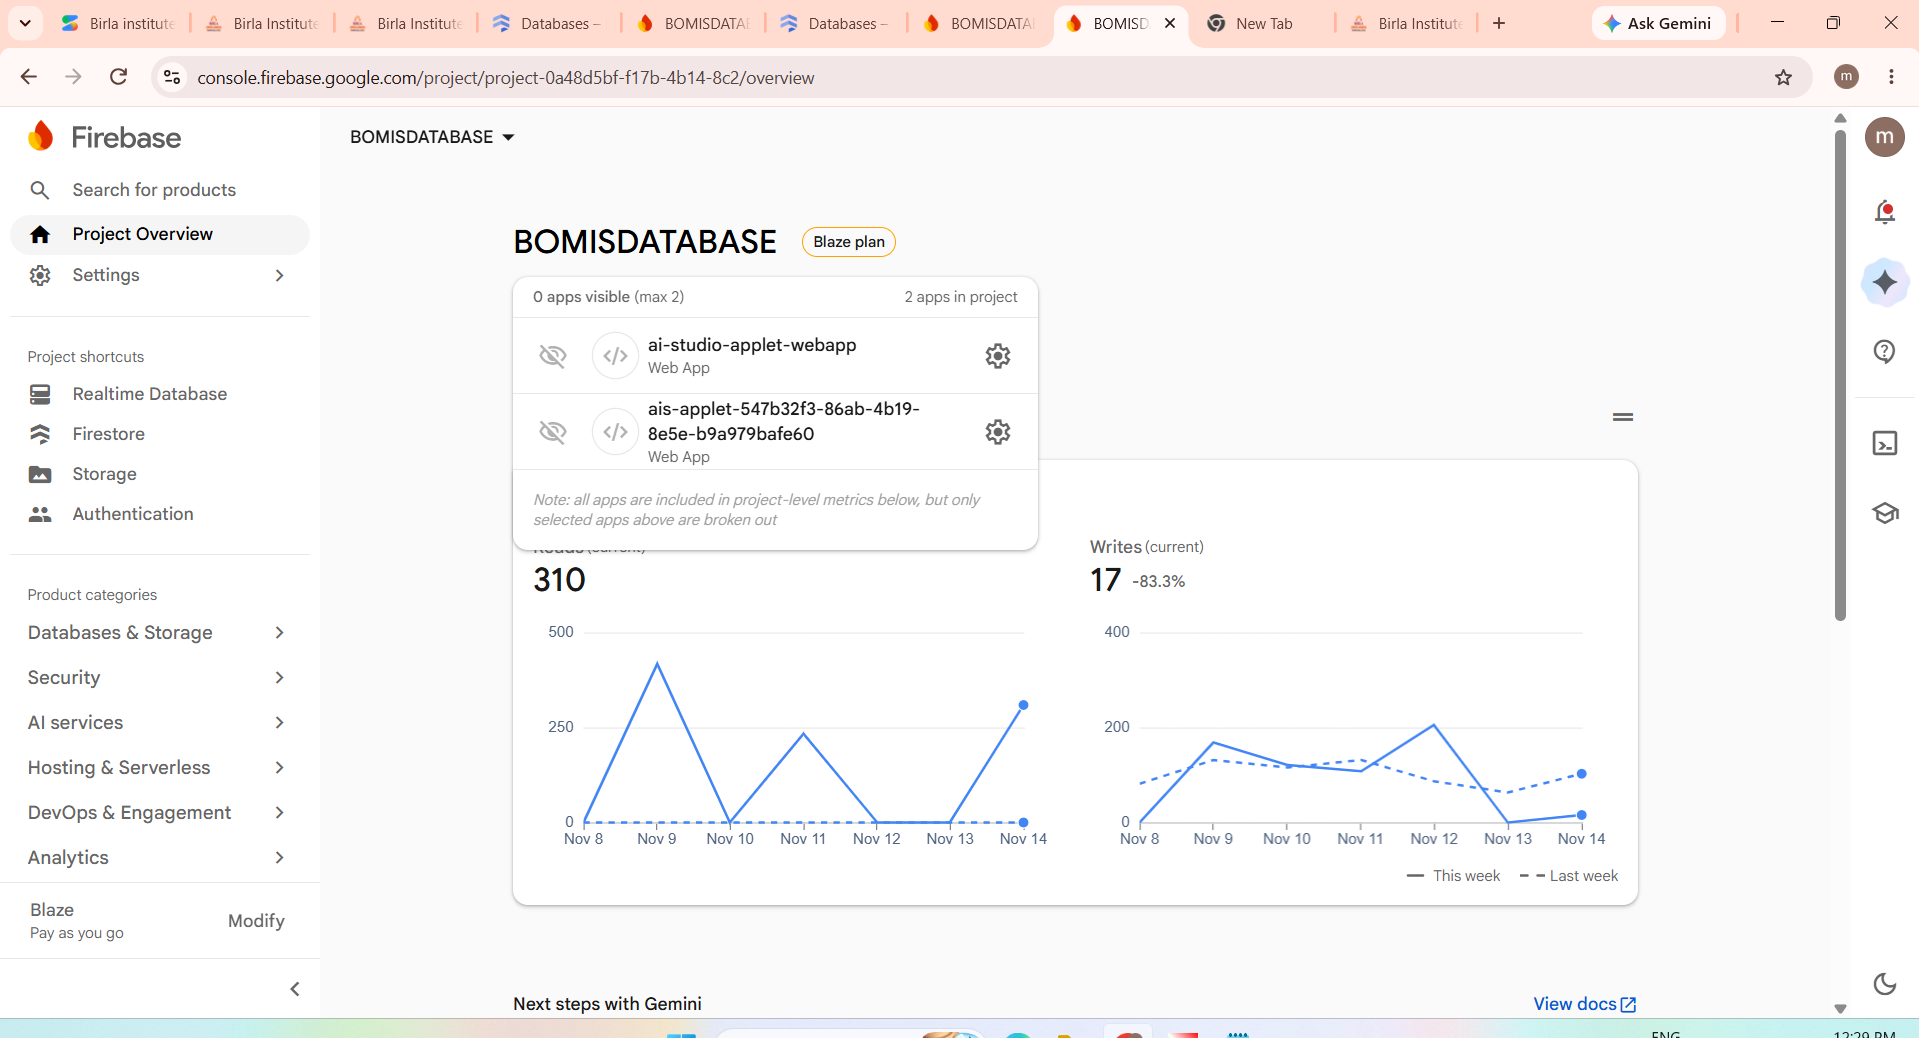 Birla institute
Birla Institute
Birla Institute
Databases –
BOMISDATAB
Databases –
BOMISDATA
BOMISD
New Tab
Birla Institute
Ask Gemini
console.firebase.google.com/project/project-0a48d5bf-f17b-4b14-8c2/overview
m
Firebase
Search for products
Project Overview
Settings
Project shortcuts
Realtime Database
Firestore
Storage
Authentication
Product categories
Databases & Storage
Security
AI services
Hosting & Serverless
DevOps & Engagement
Analytics
Blaze
Pay as you go
Modify
BOMISDATABASE
m
BOMISDATABASE
Blaze plan
0 apps visible (max 2)
2 apps in project
ai-studio-applet-webapp
Web App
ais-applet-547b32f3-86ab-4b19-
8e5e-b9a979bafe60
Web App
Note: all apps are included in project-level metrics below, but only
selected apps above are broken out
Reads (current)
310
500
250
0
Nov 8 Nov 9 Nov 10 Nov 11 Nov 12 Nov 13 Nov 14
Writes (current)
17 -83.3%
400
200
0
Nov 8 Nov 9 Nov 10 Nov 11 Nov 12 Nov 13 Nov 14
This week Last week
Next steps with Gemini
View docs
ENG
12:29 PM